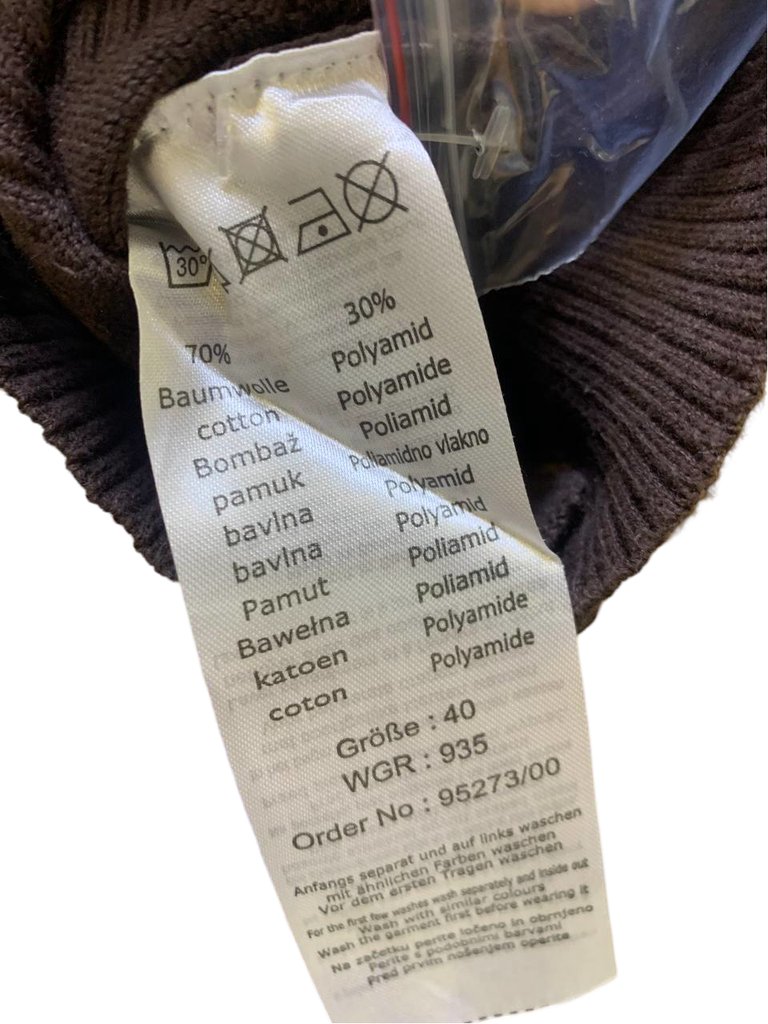 30°
70% 30%
Baumwolle Polyamid
cotton Polyamide
Bombaž Poliamid
pamuk Poliamidno vlakno
bavlna Polyamid
bavlna Polyamid
Pamut Poliamid
Bawełna Poliamid
katoen Polyamide
coton Polyamide
Größe : 40
WGR : 935
Order No : 95273/00
Anfangs separat und auf links waschen
mit ähnlichen Farben waschen
Vor dem ersten Tragen waschen
For the first few washes wash separately and inside out
Wash with similar colours
Wash the garment first before wearing it
Na začetku perite ločeno in obrnjeno
Perite s podobnimi barvami
Pred prvim nošenjem operite